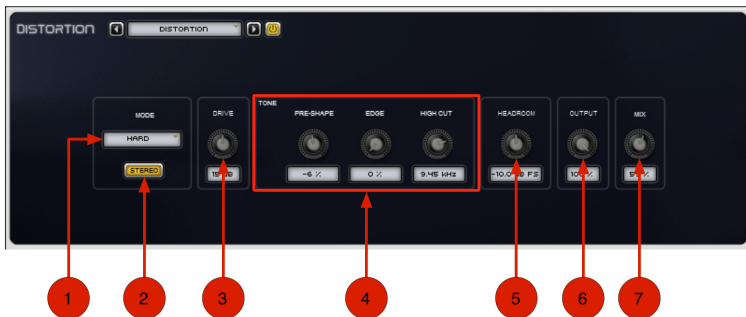 DISTORTION
DISTORTION
MODE
HARD
STEREO
DRIVE
TONE
PRE-SHAPE
-6 %
EDGE
0 %
HIGH CUT
9.45 kHz
HEADROOM
FS
OUTPUT
MIX
1
2
3
4
5
6
7